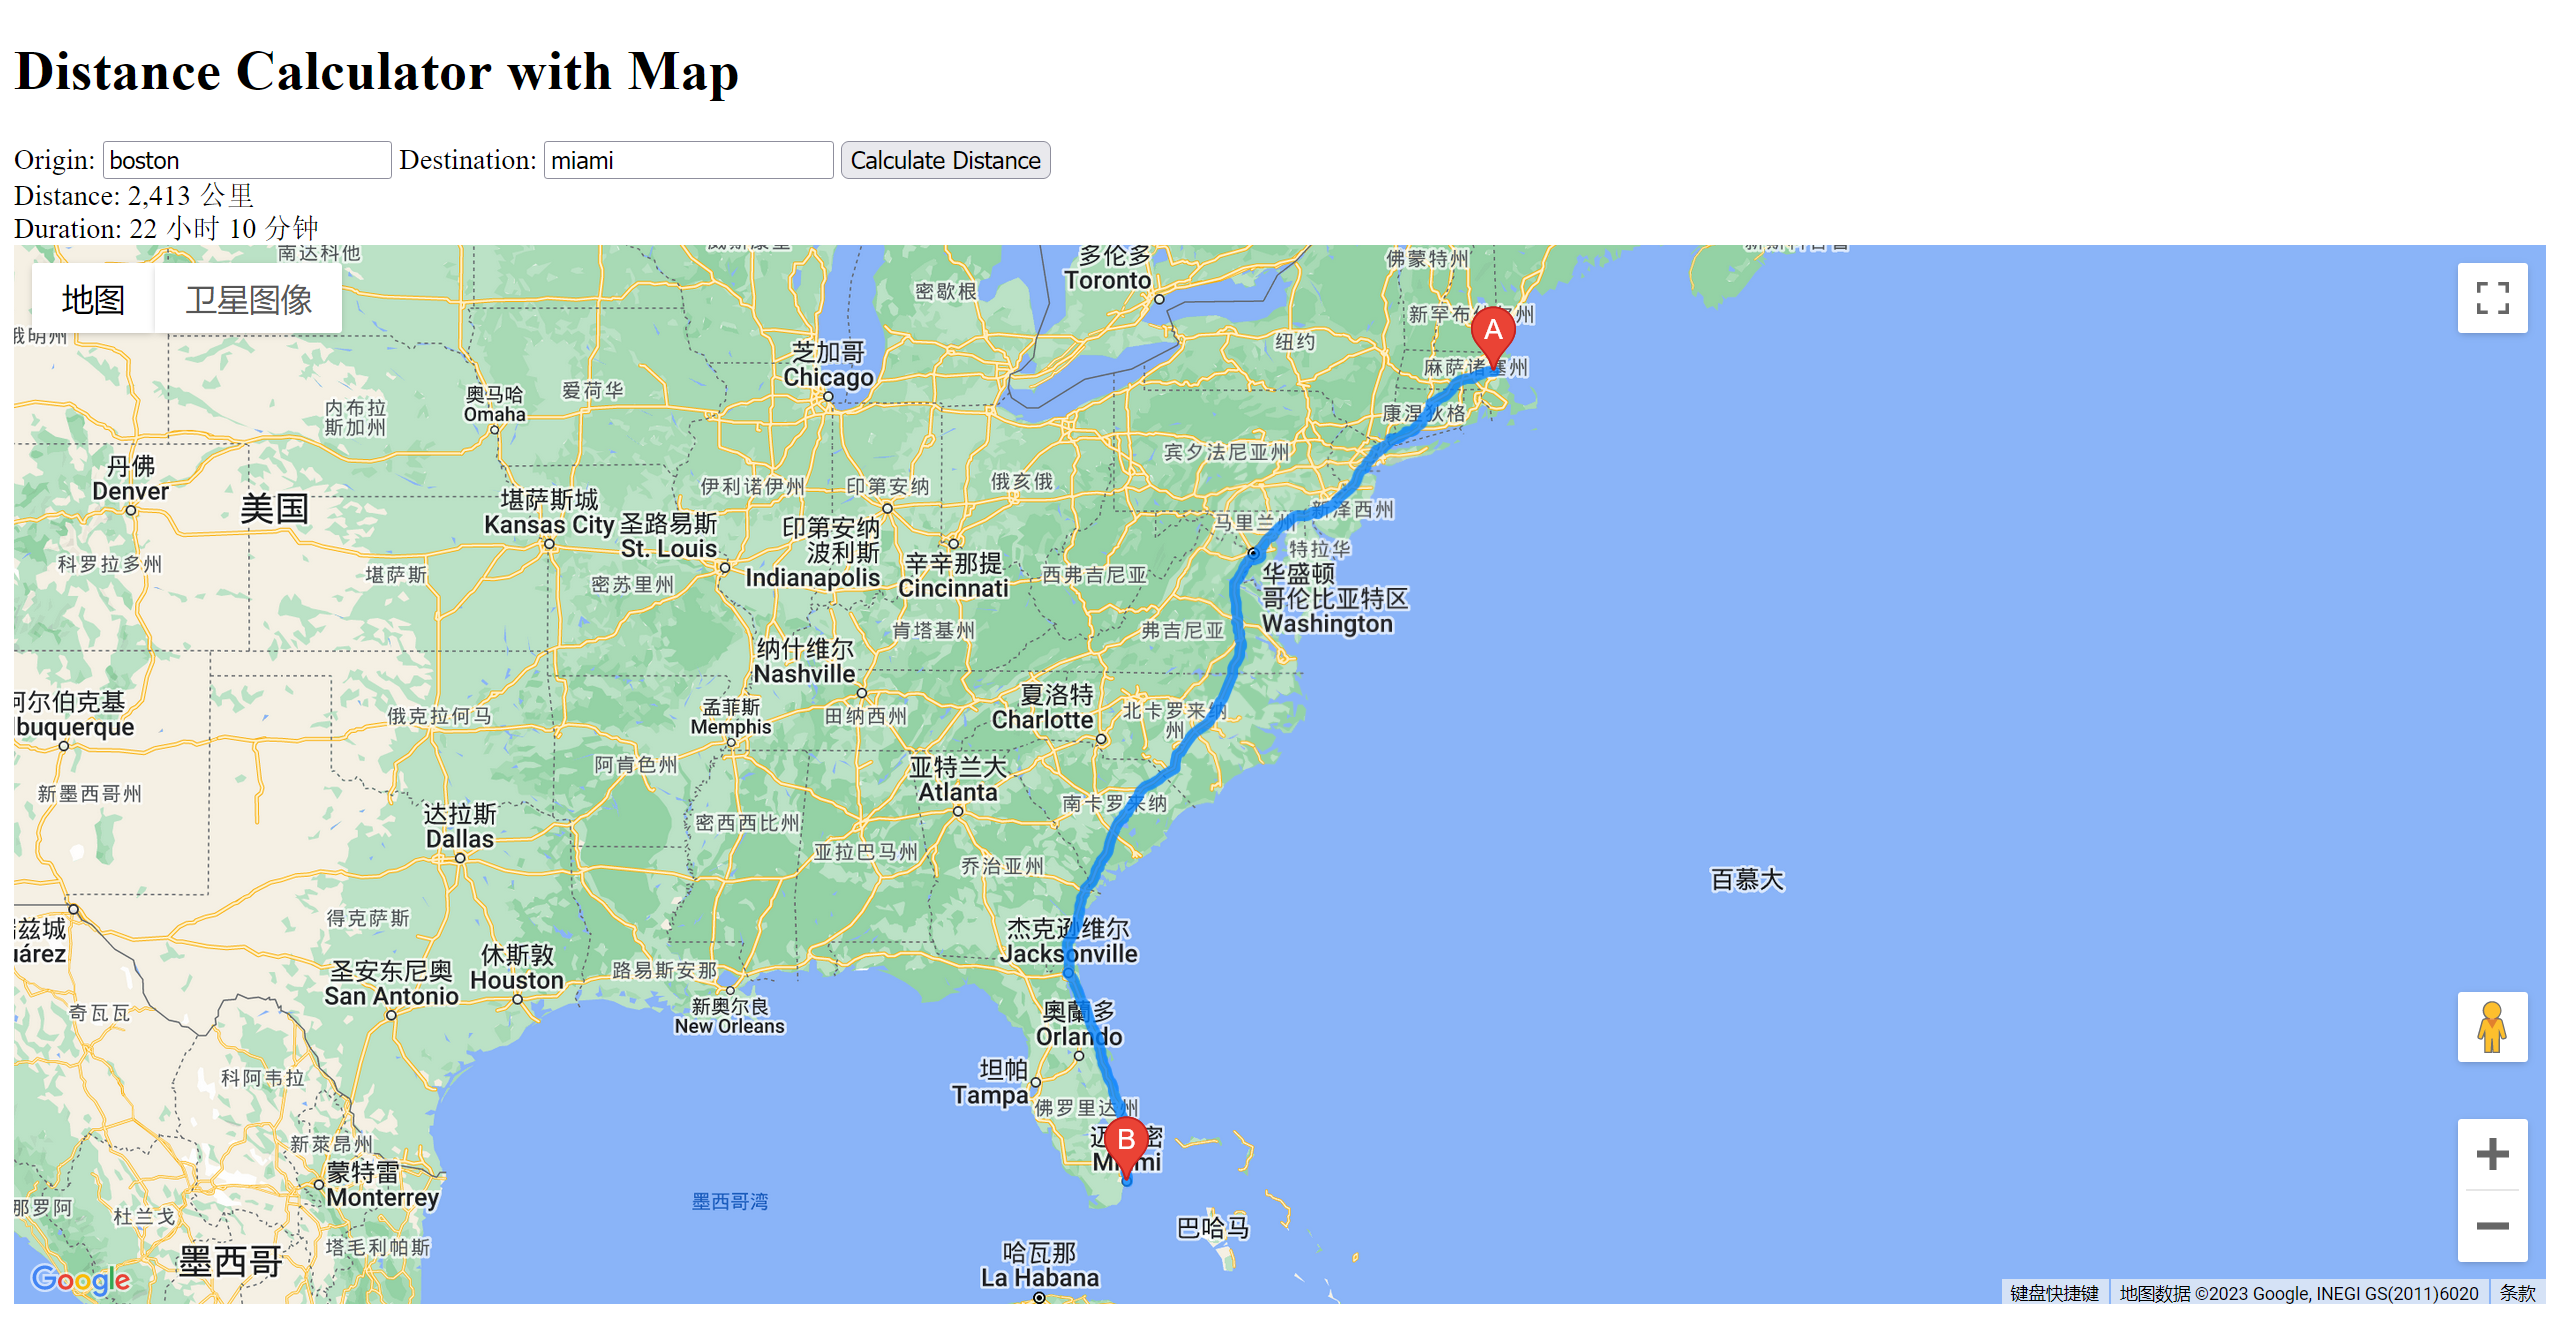 Distance Calculator with Map
Origin: boston Destination: miami Calculate Distance
Distance: 2,413 公里
Duration: 22 小时 10 分钟
南达科他
多伦多
Toronto
佛蒙特州
地图 卫星图像
密歇根
俄明州
纽约
A
芝加哥
Chicago
麻萨诸塞州
爱荷华
奥马哈
Omaha
内布拉
斯加州
康涅狄格
宾夕法尼亚州
丹佛
Denver
美国
伊利诺伊州
印第安纳
俄亥俄
堪萨斯城
Kansas City
圣路易斯
St. Louis
印第安纳
波利斯
Indianapolis
辛辛那提
Cincinnati
马里兰州
新泽西州
特拉华
科罗拉多州
堪萨斯
密苏里州
西弗吉尼亚
华盛顿
哥伦比亚特区
Washington
肯塔基州
弗吉尼亚
纳什维尔
Nashville
阿尔伯克基
lbuquerque
俄克拉何马
孟菲斯
Memphis
田纳西州
夏洛特
Charlotte
北卡罗来纳
州
新墨西哥州
阿肯色州
亚特兰大
Atlanta
南卡罗来纳
达拉斯
Dallas
密西西比州
亚拉巴马州
乔治亚州
百慕大
兹城
uárez
得克萨斯
杰克逊维尔
Jacksonville
休斯敦
Houston
圣安东尼奥
San Antonio
路易斯安那
新奥尔良
New Orleans
奇瓦瓦
奧蘭多
Orlando
坦帕
Tampa
科阿韦拉
佛罗里达州
B
Miami
新萊昂州
蒙特雷
Monterrey
那罗阿
杜兰戈
墨西哥湾
巴哈马
塔毛利帕斯
墨西哥
哈瓦那
La Habana
Google
键盘快捷键 地图数据 ©2023 Google, INEGI GS(2011)6020 条款